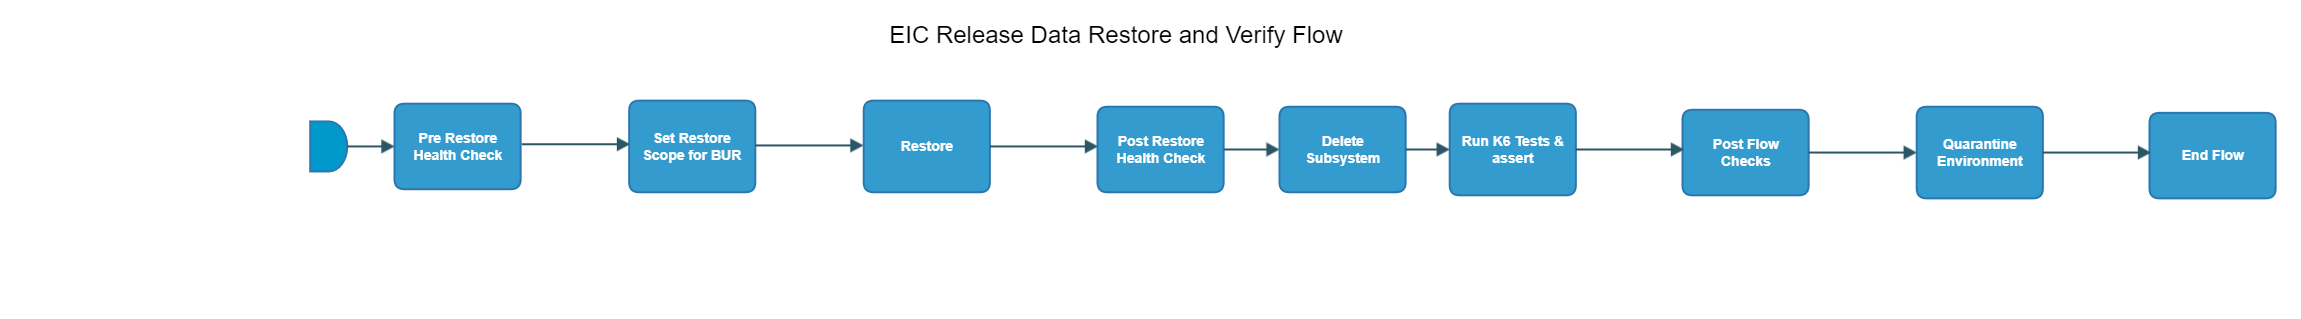 EIC Release Data Restore and Verify Flow
Pre Restore
Health Check
Set Restore
Scope for BUR
Restore
Post Restore
Health Check
Delete
Subsystem
Run K6 Tests &
assert
Post Flow
Checks
Quarantine
Environment
End Flow